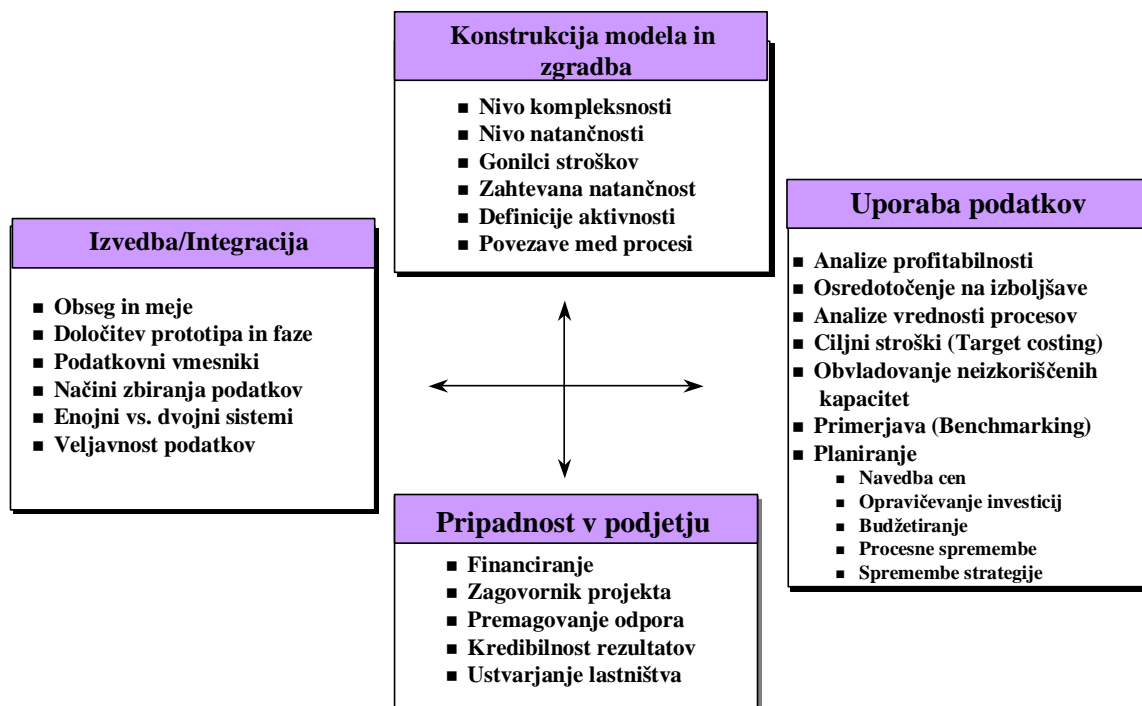 Konstrukcija modela in
zgradba
■ Nivo kompleksnosti
■ Nivo natančnosti
■ Gonilci stroškov
■ Zahtevana natančnost
■ Definicije aktivnosti
■ Povezave med procesi
Izvedba/Integracija
■ Obseg in meje
■ Določitev prototipa in faze
■ Podatkovni vmesniki
■ Načini zbiranja podatkov
■ Enojni vs. dvojni sistemi
■ Veljavnost podatkov
Uporaba podatkov
■ Analize profitabilnosti
■ Osredotočenje na izboljšave
■ Analize vrednosti procesov
■ Ciljni stroški (Target costing)
■ Obvladovanje neizkoriščenih
kapacitet
■ Primerjava (Benchmarking)
■ Planiranje
■ Navedba cen
■ Opravičevanje investicij
■ Budžetiranje
■ Procesne spremembe
■ Spremembe strategije
Pripadnost v podjetju
■ Financiranje
■ Zagovornik projekta
■ Premagovanje odpora
■ Kredibilnost rezultatov
■ Ustvarjanje lastništva